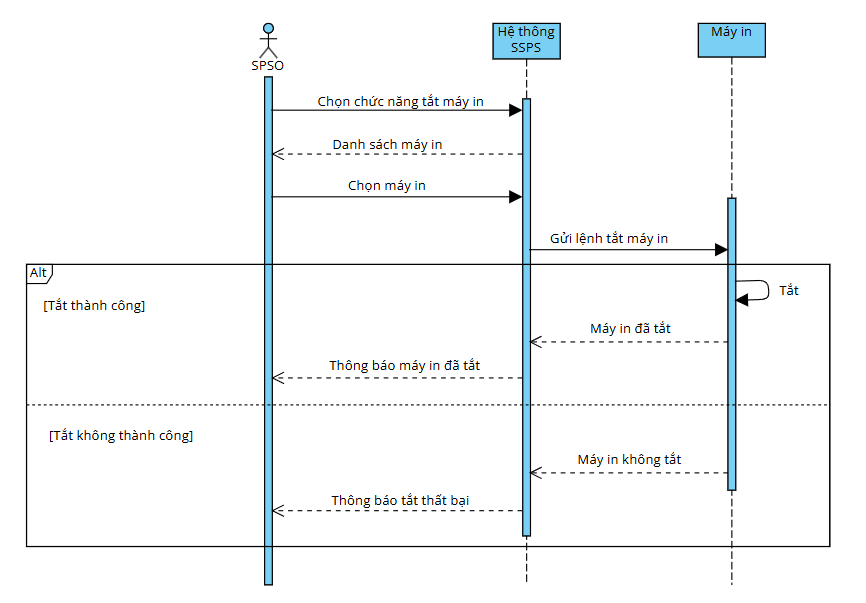 SPSO
Hệ thông
SSPS
Máy in
Chọn chức năng tắt máy in
Danh sách máy in
Chọn máy in
Gửi lệnh tắt máy in
Alt
[Tắt thành công]
Tắt
Máy in đã tắt
Thông báo máy in đã tắt
[Tắt không thành công]
Máy in không tắt
Thông báo tắt thất bại